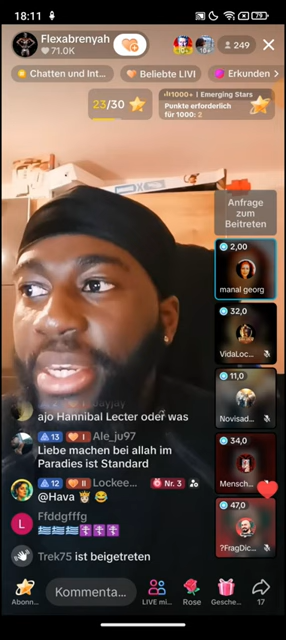 18:11
79
Flexabrenyah
71.0K
249
Chatten und Int...
Beliebte LIVI
Erkunden
23/30
1000+ | Emerging Stars
Punkte erforderlich
für 1000: 2
Anfrage
zum
Beitreten
2,00
manal georg
32,0
VidaLoc...
11,0
Novisad...
34,0
Mensch...
47,0
?FragDic...
ajo Hannibal Lecter oder was
13 I Ale_ju97
Liebe machen bei allah im
Paradies ist Standard
12 II Lockee... Nr. 3
@Hava
L Ffddgfffg
Trek75 ist beigetreten
Abonn...
Kommenta...
LIVE mi...
Rose
Gesche...
17